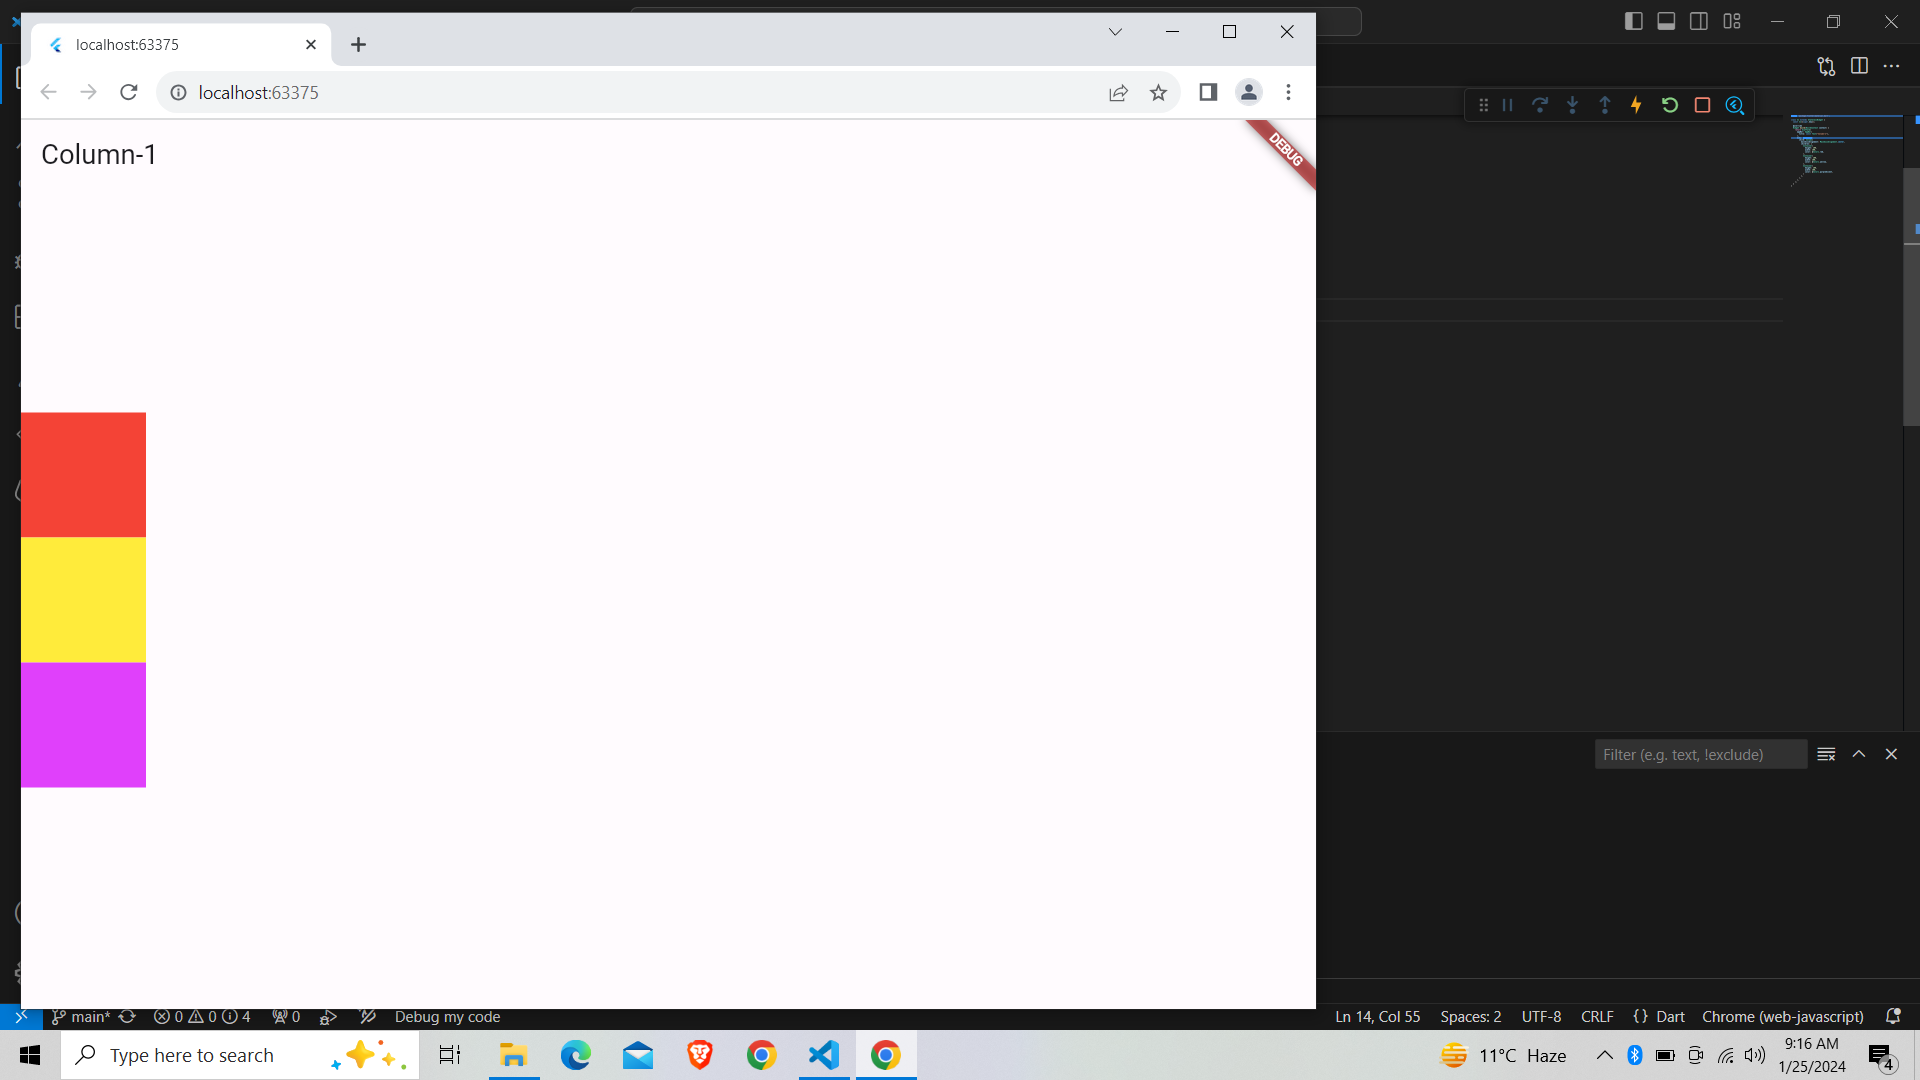 localhost:63375
localhost:63375
Column-1
DEBUG
Filter (e.g. text, !exclude)
main* 0 0 4 0 Debug my code
Ln 14, Col 55 Spaces: 2 UTF-8 CRLF {} Dart Chrome (web-javascript)
Type here to search
11°C Haze
9:16 AM
1/25/2024
4